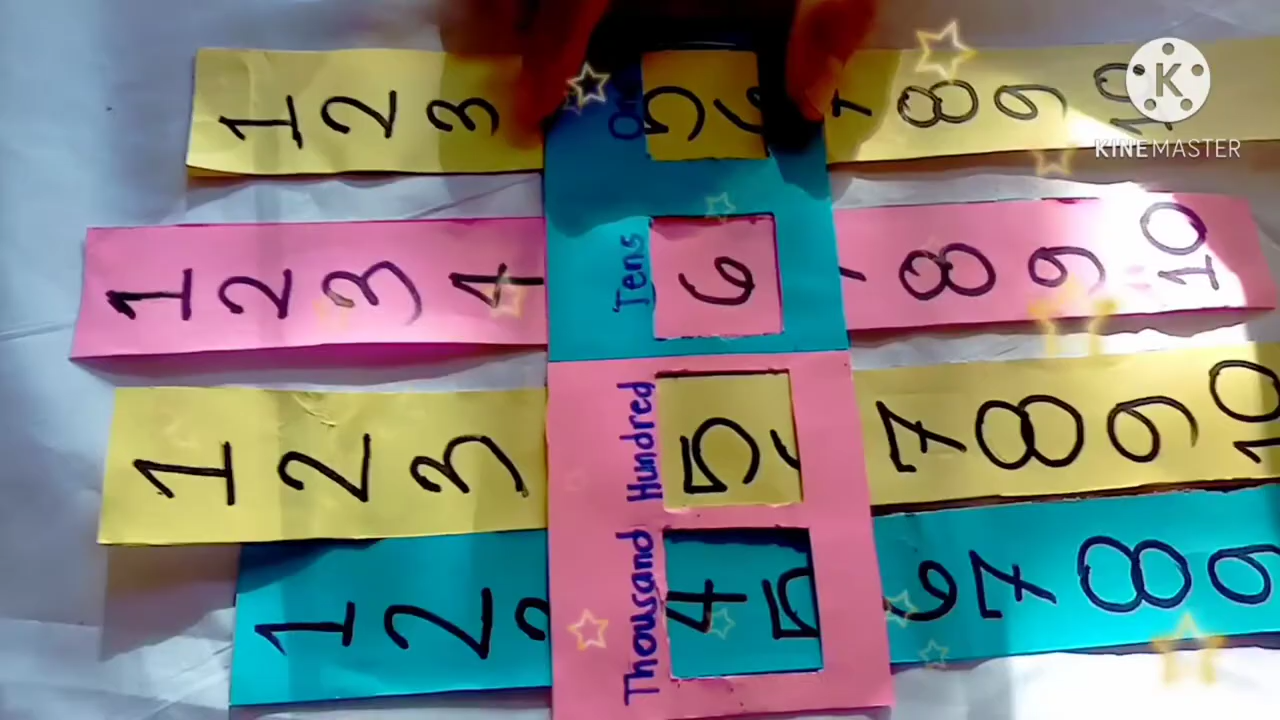 1 2 3 5 8 9 10
Tens
1 2 3 4 6 8 9 10
Hundred
1 2 3 5 7 8 9 10
Thousand
1 2 4 5 6 7 8 9
K
KINEMASTER